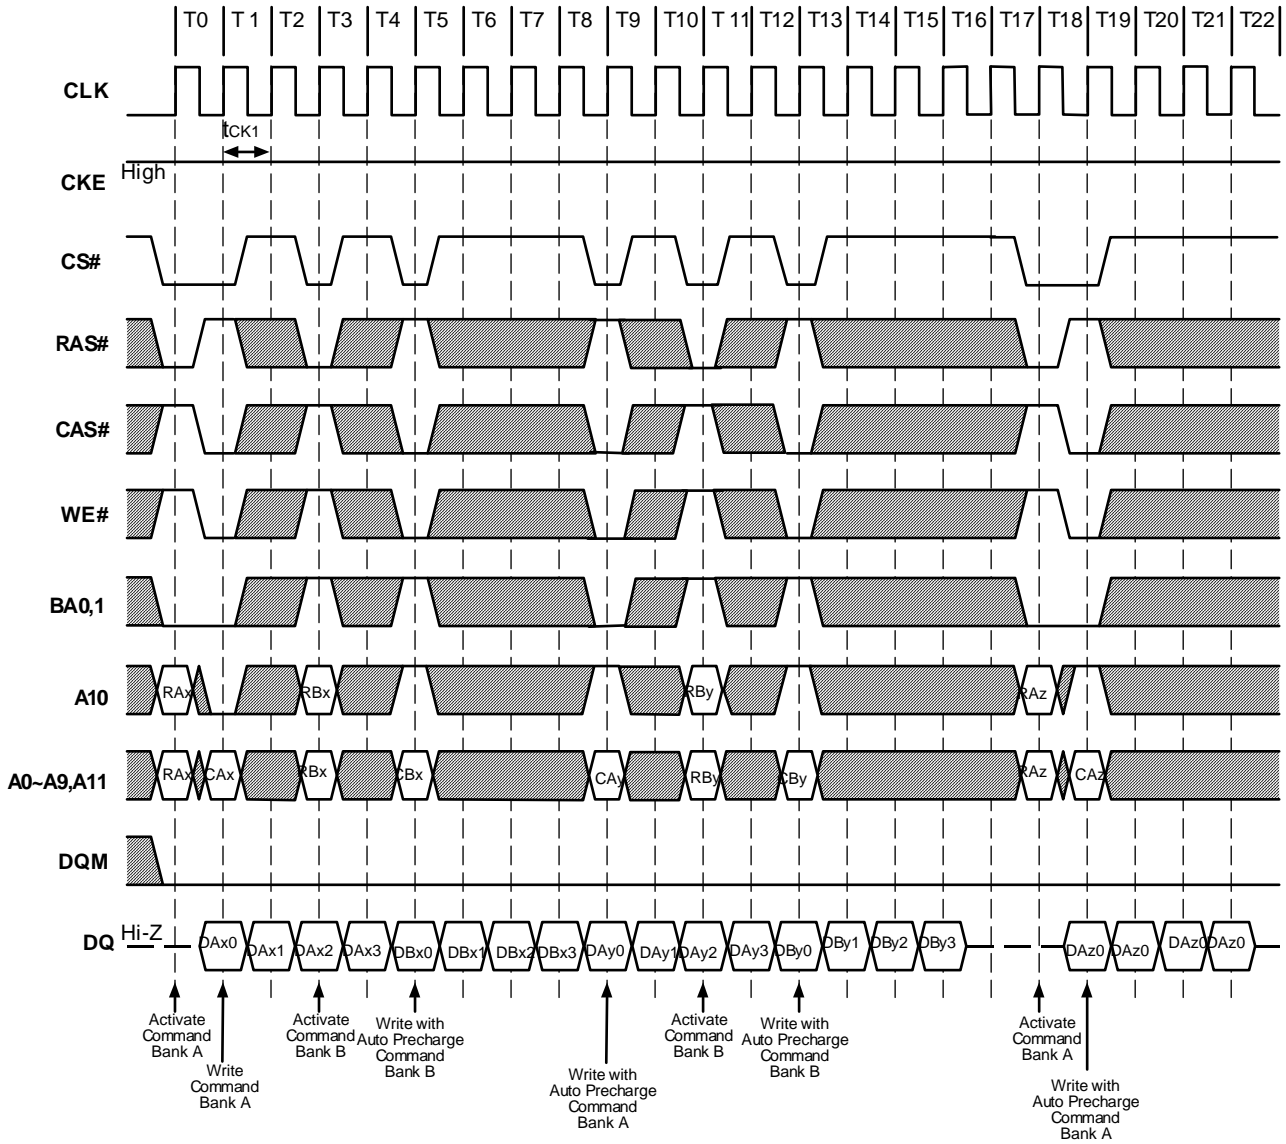 T0 T 1 T2 T3 T4 T5 T6 T7 T8 T9 T10 T 11 T12 T13 T14 T15 T16 T17 T18 T19 T20 T21 T22
CLK
tCK1
High
CKE
CS#
RAS#
CAS#
WE#
BA0,1
A10 RAx RBx RBy RAz
A0~A9,A11 RAx CAx RBx CBx CAy RBy CBy RAz CAz
DQM
Hi-Z
DQ DAx0 DAx1 DAx2 DAx3 DBx0 DBx1 DBx2 DBx3 DAy0 DAy1 DAy2 DAy3 DBy0 DBy1 DBy2 DBy3 DAz0 DAz0 DAz0 DAz0
Activate
Command
Bank A
Write
Command
Bank A
Activate
Command
Bank B
Write with
Auto Precharge
Command
Bank B
Write with
Auto Precharge
Command
Bank A
Activate
Command
Bank B
Write with
Auto Precharge
Command
Bank B
Activate
Command
Bank A
Write with
Auto Precharge
Command
Bank A